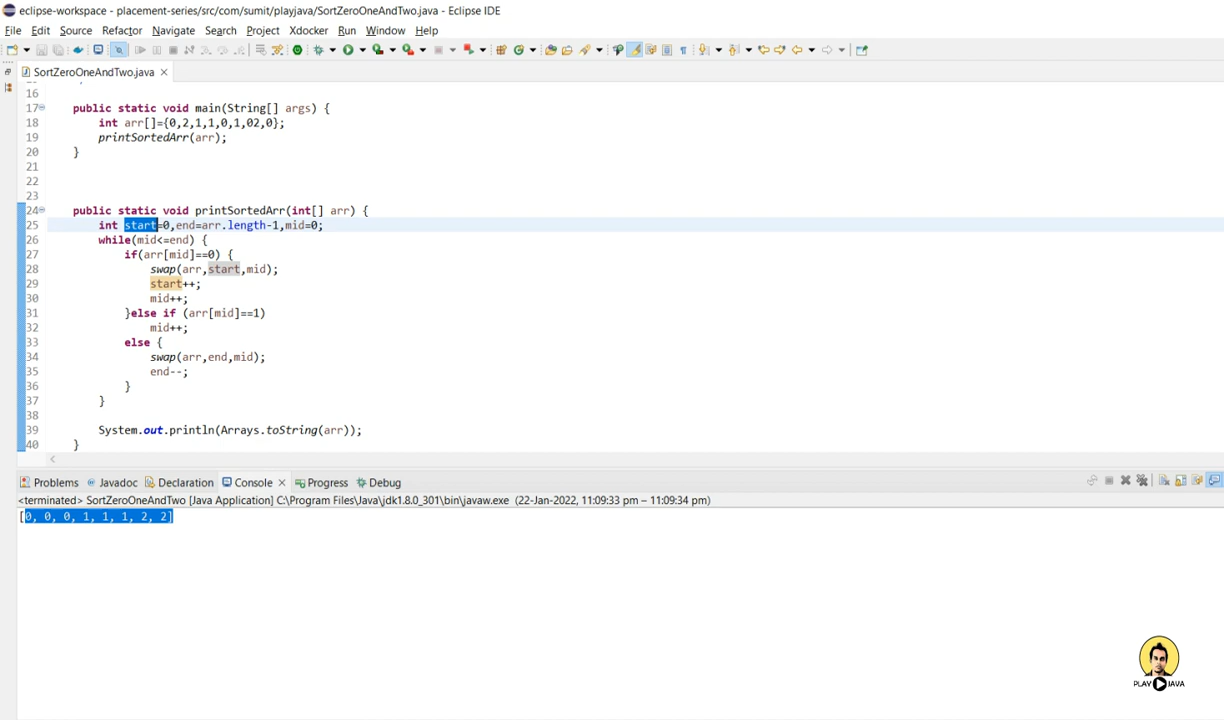 eclipse-workspace - placement-series/src/com/sumit/playjava/SortZeroOneAndTwo.java - Eclipse IDE
File Edit Source Refactor Navigate Search Project Xdocker Run Window Help
SortZeroOneAndTwo.java
16
17 public static void main(String[] args) {
18 int arr[]={0,2,1,1,0,1,02,0};
19 printSortedArr(arr);
20 }
21
22
23
24 public static void printSortedArr(int[] arr) {
25 int start=0,end=arr.length-1,mid=0;
26 while(mid<=end) {
27 if(arr[mid]==0) {
28 swap(arr,start,mid);
29 start++;
30 mid++;
31 }else if (arr[mid]==1)
32 mid++;
33 else {
34 swap(arr,end,mid);
35 end--;
36 }
37 }
38
39 System.out.println(Arrays.toString(arr));
40 }
Problems Javadoc Declaration Console Progress Debug
<terminated> SortZeroOneAndTwo [Java Application] C:\Program Files\Java\jdk1.8.0_301\bin\javaw.exe (22-Jan-2022, 11:09:33 pm – 11:09:34 pm)
[0, 0, 0, 1, 1, 1, 2, 2]
PLAY JAVA